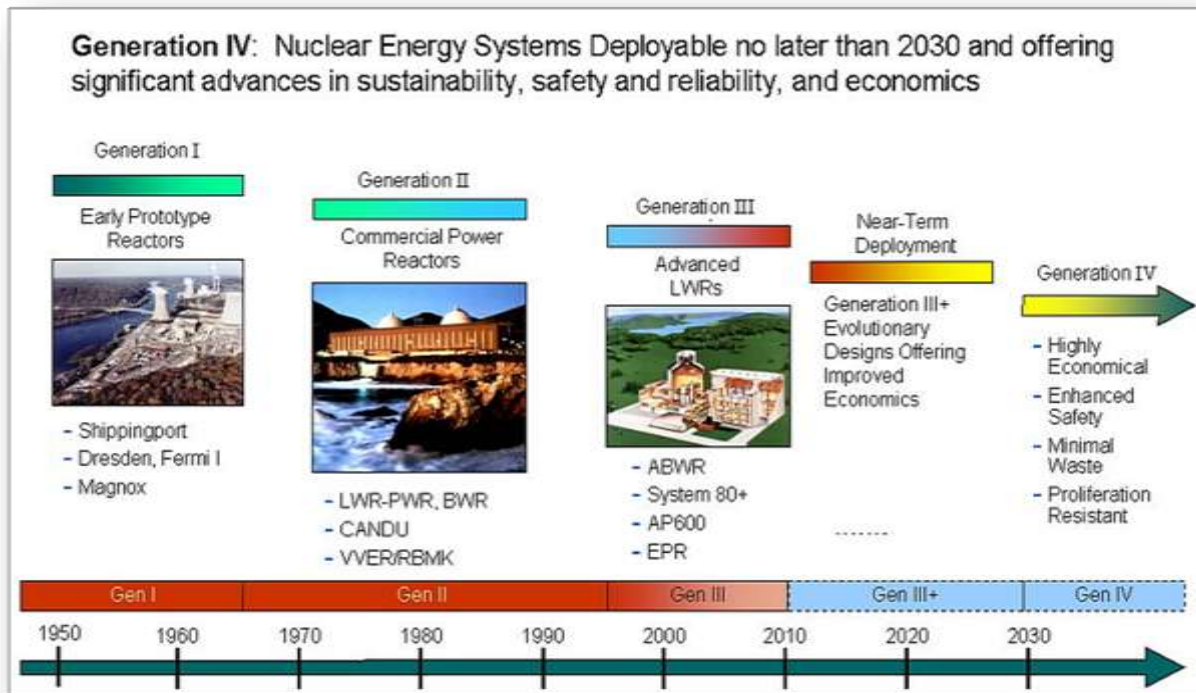 Generation IV: Nuclear Energy Systems Deployable no later than 2030 and offering
significant advances in sustainability, safety and reliability, and economics
Generation I
Early Prototype
Reactors
- Shippingport
- Dresden, Fermi I
- Magnox
Generation II
Commercial Power
Reactors
- LWR-PWR, BWR
- CANDU
- VVER/RBMK
Generation III
Advanced
LWRs
- ABWR
- System 80+
- AP600
- EPR
Near-Term
Deployment
Generation III+
Evolutionary
Designs Offering
Improved
Economics
Generation IV
- Highly
Economical
- Enhanced
Safety
- Minimal
Waste
- Proliferation
Resistant
Gen I Gen II Gen III Gen III+ Gen IV
1950 1960 1970 1980 1990 2000 2010 2020 2030